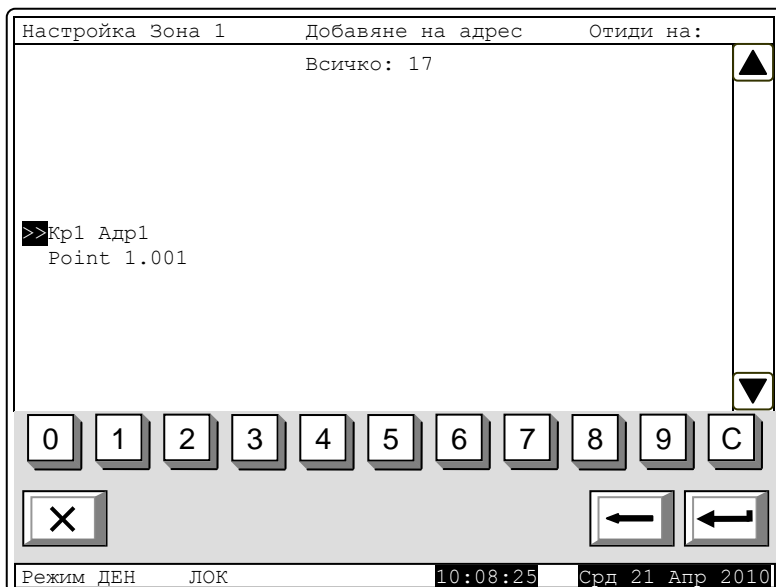 Настройка Зона 1 Добавяне на адрес Отиди на:
Всичко: 17
>>Кр1 Адр1
Point 1.001
0 1 2 3 4 5 6 7 8 9 C
Режим ДЕН ЛОК 10:08:25 Срд 21 Апр 2010